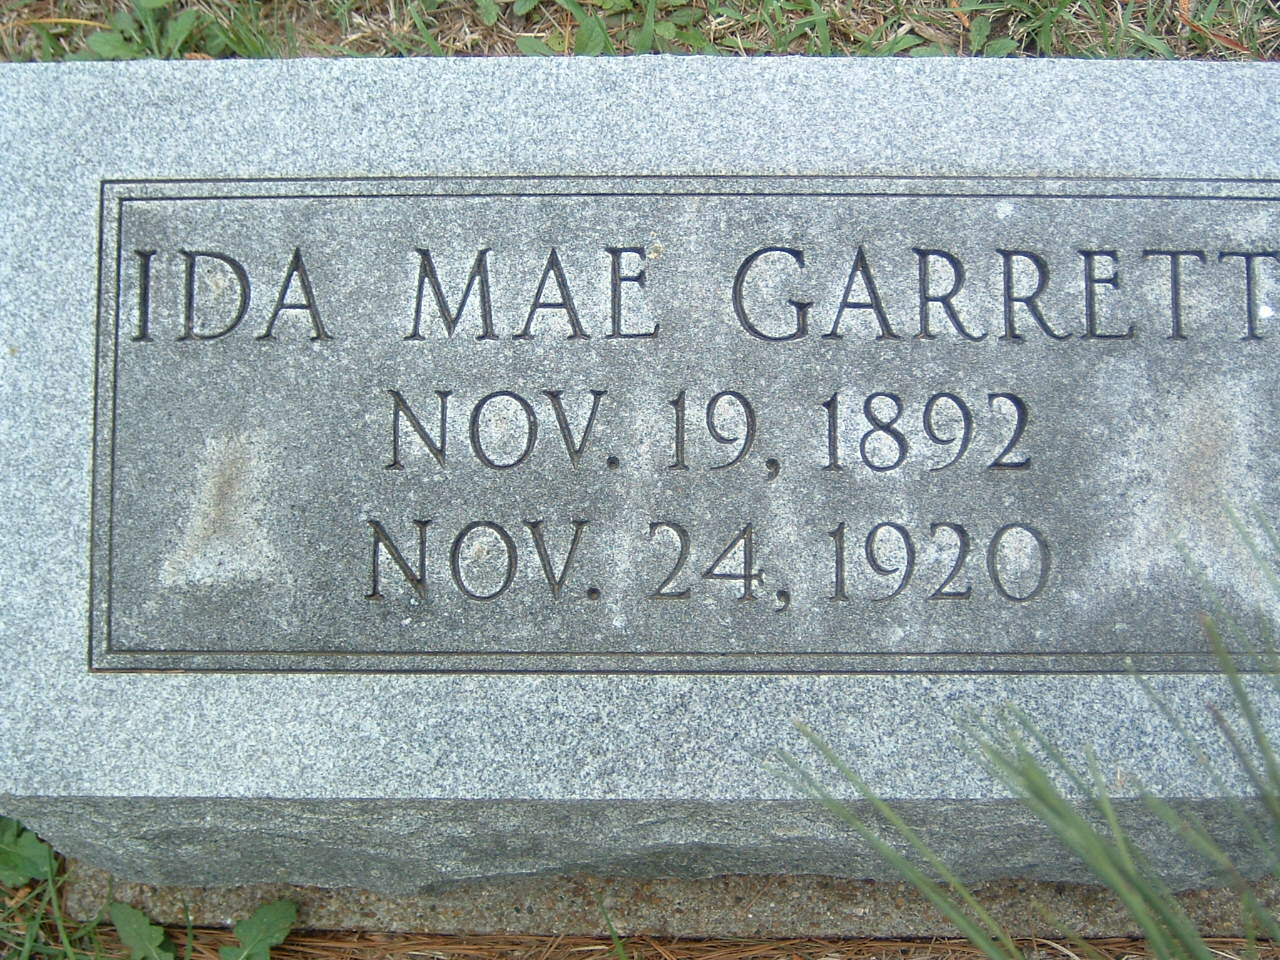 IDA MAE GARRETT
NOV. 19, 1892
NOV. 24, 1920